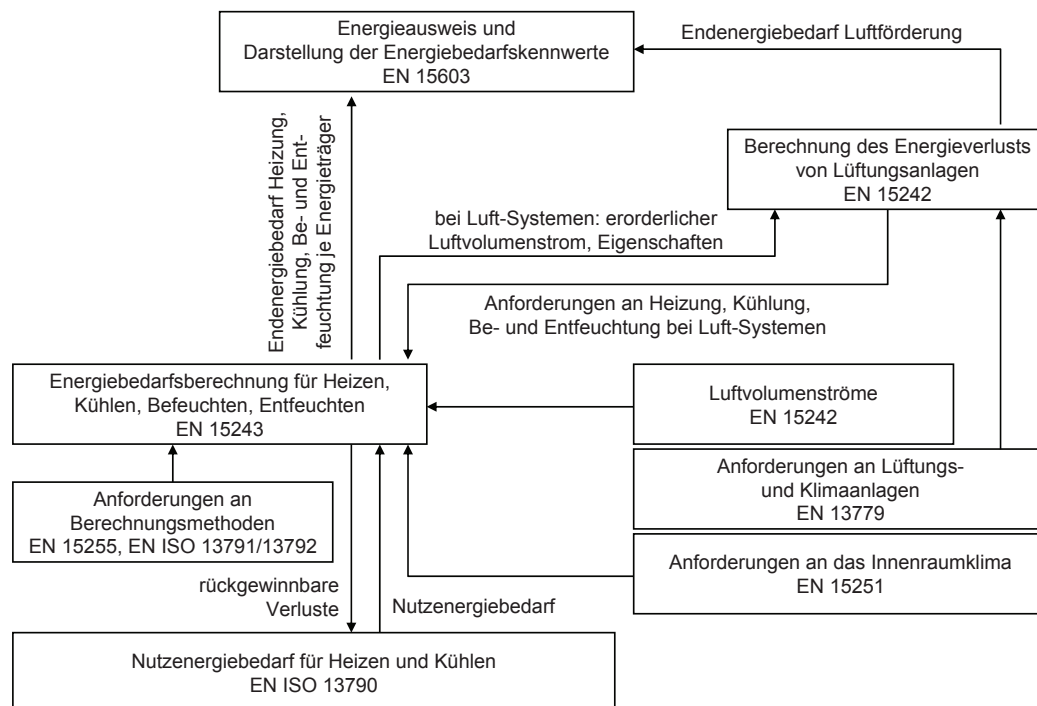 Energieausweis und
Darstellung der Energiebedarfskennwerte
EN 15603
Endenergiebedarf Luftförderung
Endenergiebedarf Heizung,
Kühlung, Be- und Ent-
feuchtung je Energieträger
Berechnung des Energieverlusts
von Lüftungsanlagen
EN 15242
bei Luft-Systemen: erorderlicher
Luftvolumenstrom, Eigenschaften
Anforderungen an Heizung, Kühlung,
Be- und Entfeuchtung bei Luft-Systemen
Energiebedarfsberechnung für Heizen,
Kühlen, Befeuchten, Entfeuchten
EN 15243
Luftvolumenströme
EN 15242
Anforderungen an Lüftungs-
und Klimaanlagen
EN 13779
Anforderungen an
Berechnungsmethoden
EN 15255, EN ISO 13791/13792
Anforderungen an das Innenraumklima
EN 15251
rückgewinnbare
Verluste
Nutzenergiebedarf
Nutzenergiebedarf für Heizen und Kühlen
EN ISO 13790